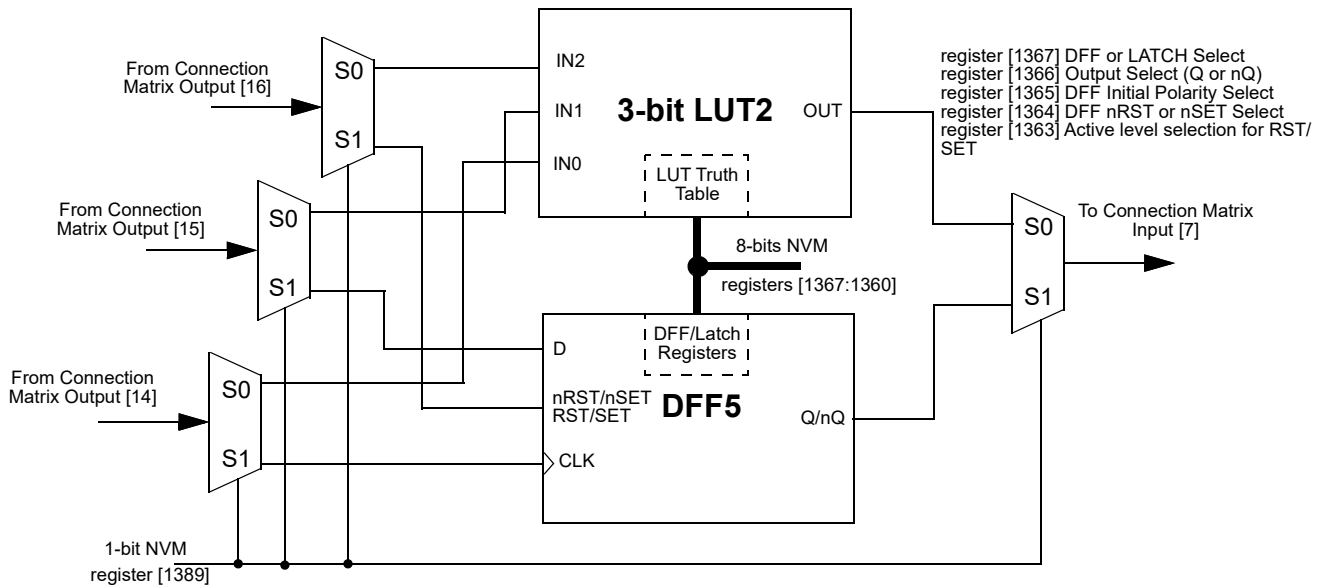 From Connection
Matrix Output [16]
S0
S1
From Connection
Matrix Output [15]
S0
S1
From Connection
Matrix Output [14]
S0
S1
1-bit NVM
register [1389]
IN2
IN1
IN0
3-bit LUT2
OUT
LUT Truth
Table
8-bits NVM
registers [1367:1360]
DFF/Latch
Registers
D
nRST/nSET
RST/SET
DFF5
Q/nQ
CLK
register [1367] DFF or LATCH Select
register [1366] Output Select (Q or nQ)
register [1365] DFF Initial Polarity Select
register [1364] DFF nRST or nSET Select
register [1363] Active level selection for RST/
SET
S0
S1
To Connection Matrix
Input [7]